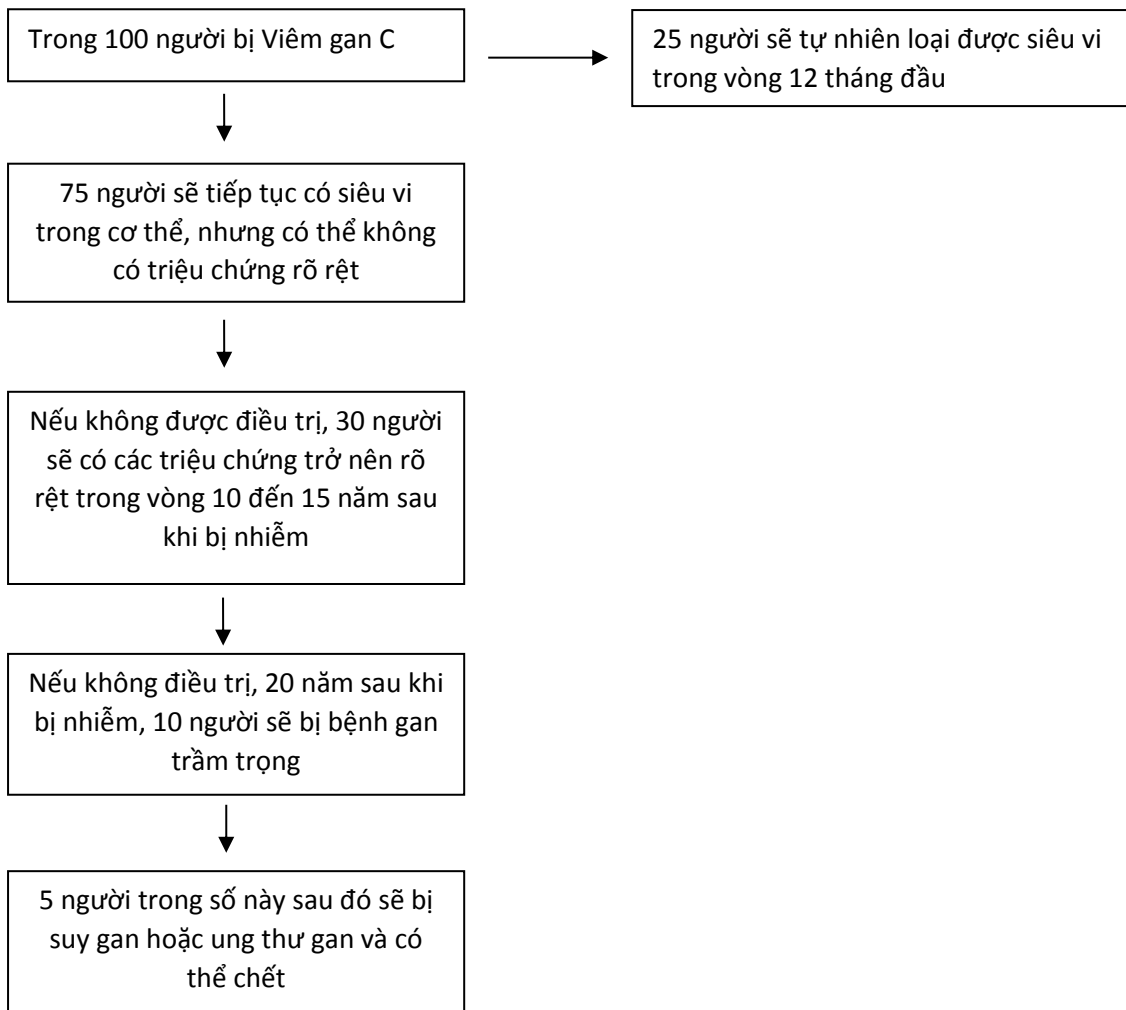 Trong 100 người bị Viêm gan C
25 người sẽ tự nhiên loại được siêu vi
trong vòng 12 tháng đầu
75 người sẽ tiếp tục có siêu vi
trong cơ thể, nhưng có thể không
có triệu chứng rõ rệt
Nếu không được điều trị, 30 người
sẽ có các triệu chứng trở nên rõ
rệt trong vòng 10 đến 15 năm sau
khi bị nhiễm
Nếu không điều trị, 20 năm sau khi
bị nhiễm, 10 người sẽ bị bệnh gan
trầm trọng
5 người trong số này sau đó sẽ bị
suy gan hoặc ung thư gan và có
thể chết